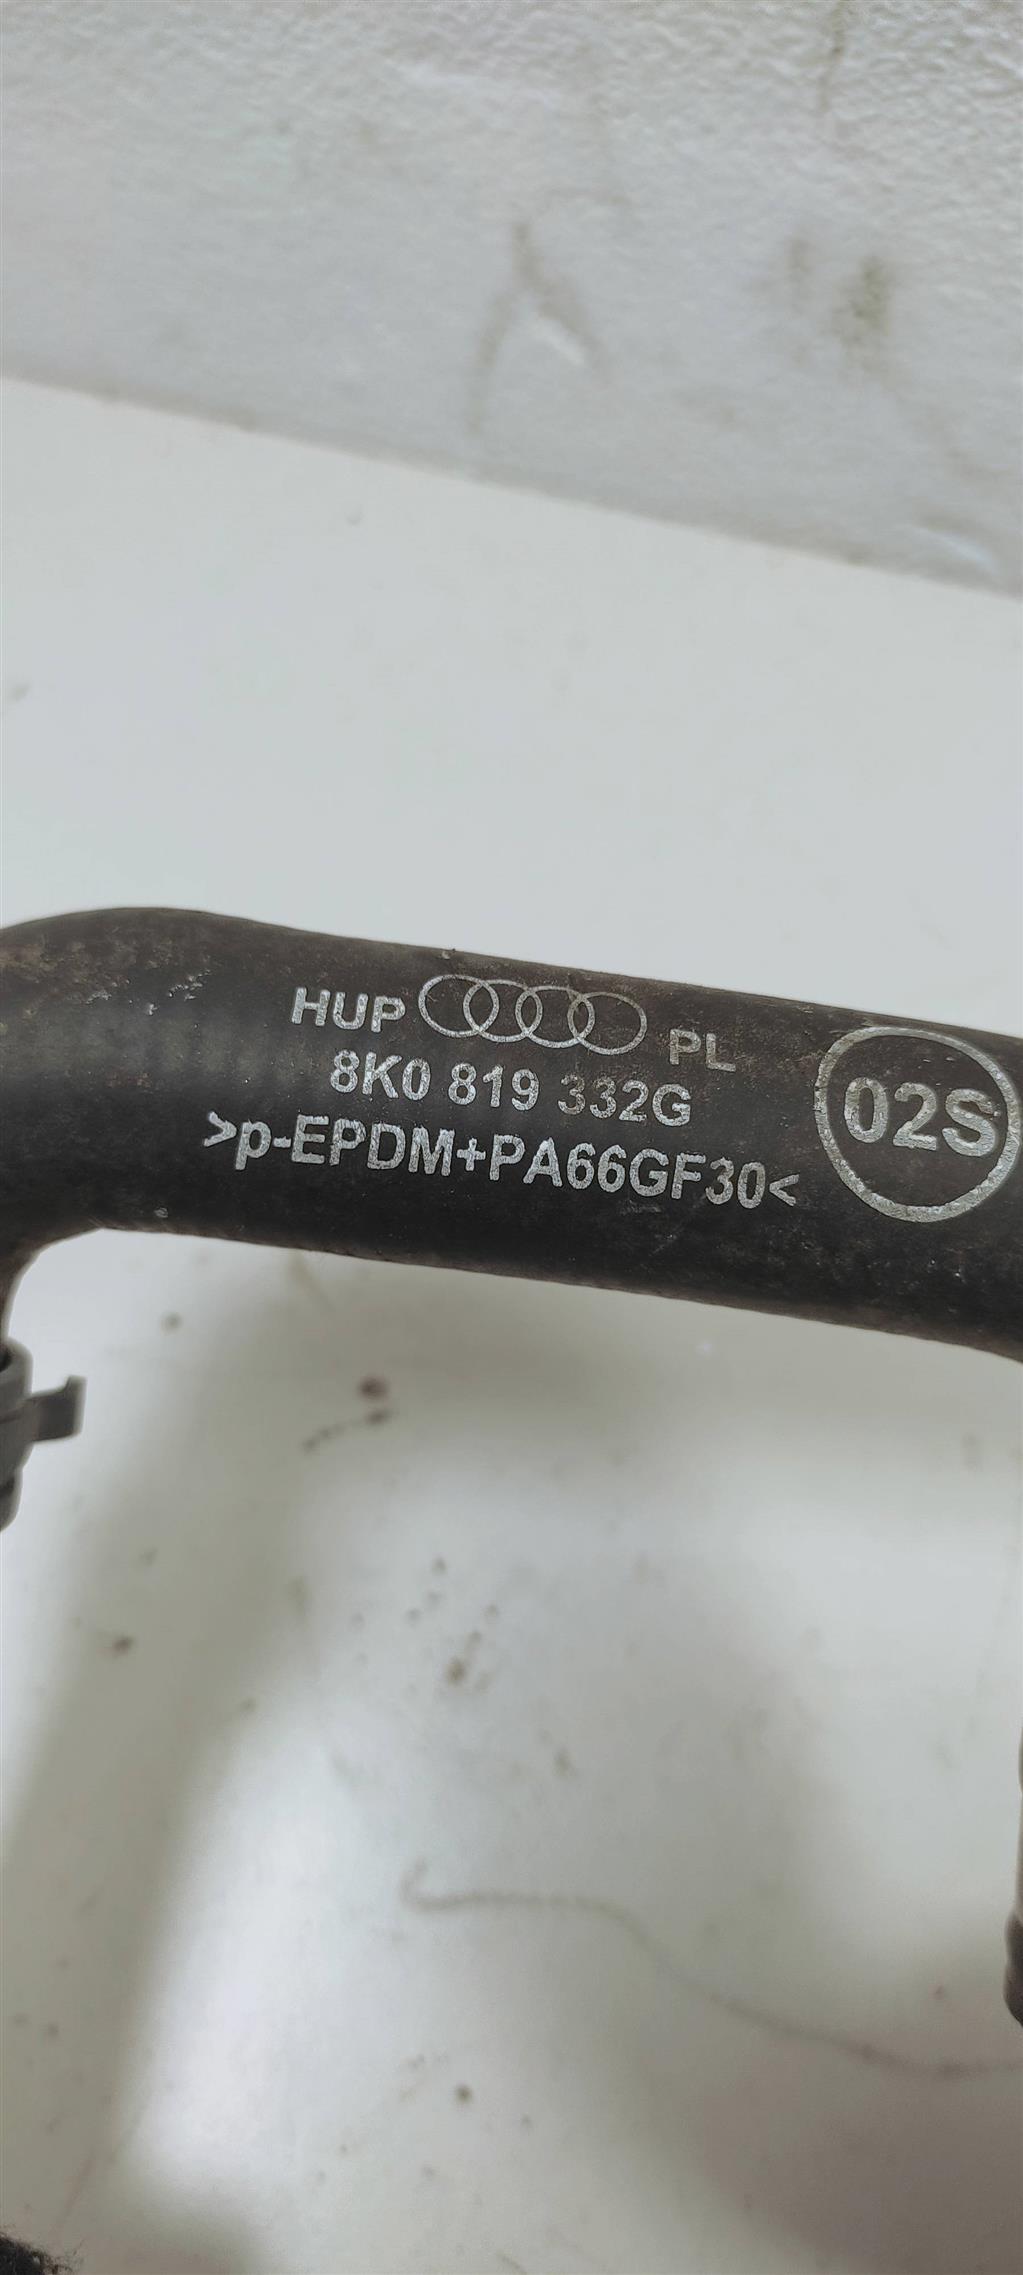 HUP PL
8K0 819 332G
>p-EPDM+PA66GF30<
02S